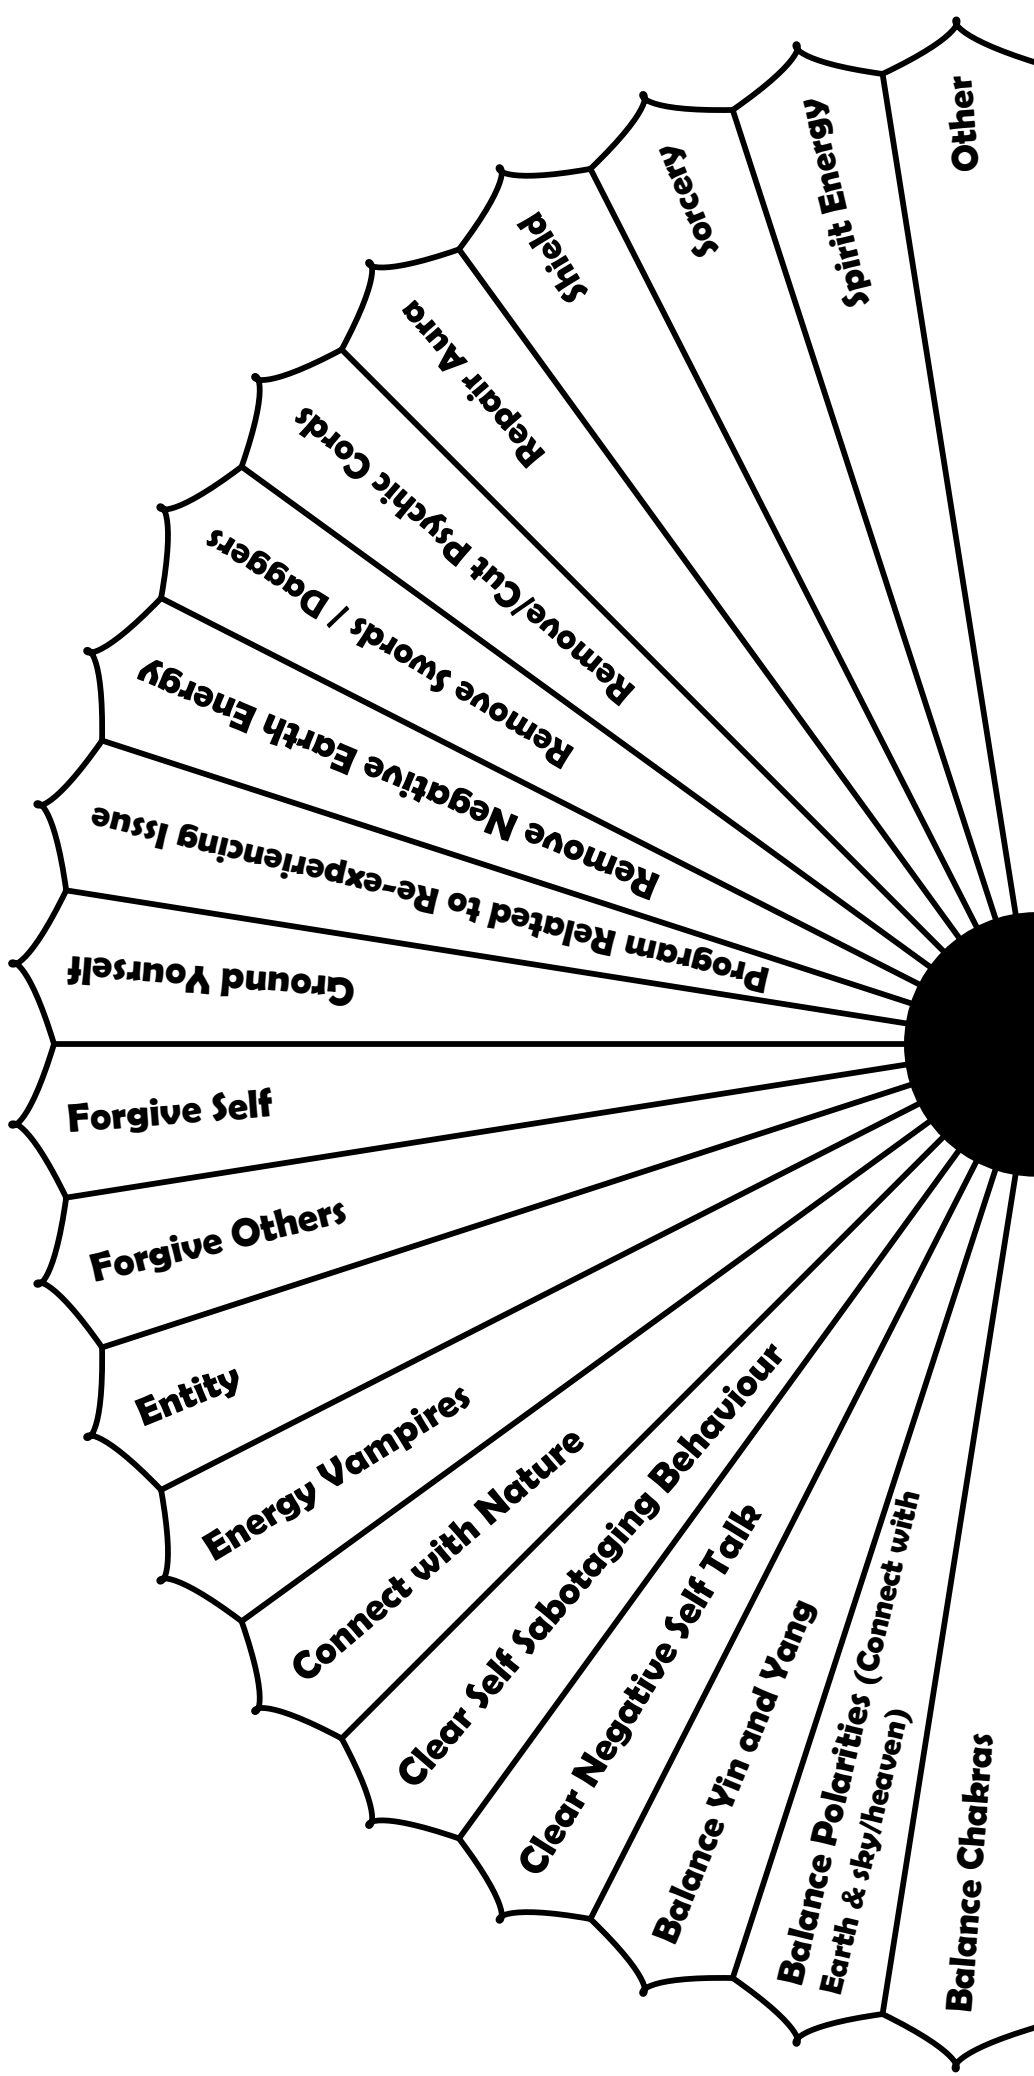 Other
Spirit Energy
Sorcery
Shield
Repair Aura
Remove/Cut Psychic Cords
Remove Swords / Daggers
Remove Negative Earth Energy
Program Related to Re-experiencing Issue
Ground Yourself
Forgive Self
Forgive Others
Entity
Energy Vampires
Connect with Nature
Clear Self Sabotaging Behaviour
Clear Negative Self Talk
Balance Yin and Yang
Balance Polarities (Connect with
Earth & sky/heaven)
Balance Chakras